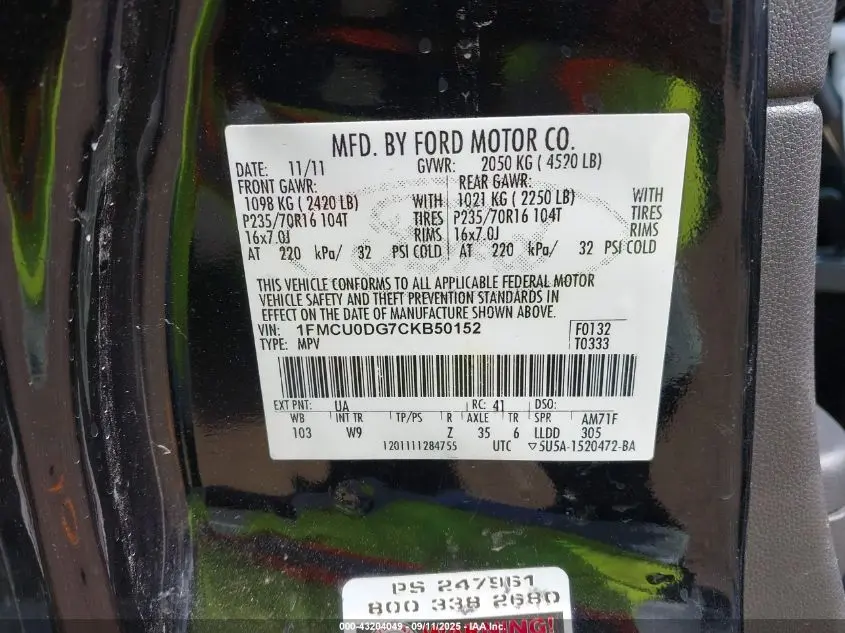 MFD. BY FORD MOTOR CO.
DATE: 11/11 GVWR: 2050 KG ( 4520 LB)
FRONT GAWR: REAR GAWR:
1098 KG ( 2420 LB) WITH 1021 KG ( 2250 LB) WITH
P235/70R16 104T TIRES P235/70R16 104T TIRES
16x7.0J RIMS 16x7.0J RIMS
AT 220 kPa/ 32 PSI COLD AT 220 kPa/ 32 PSI COLD
THIS VEHICLE CONFORMS TO ALL APPLICABLE FEDERAL MOTOR
VEHICLE SAFETY AND THEFT PREVENTION STANDARDS IN
EFFECT ON THE DATE OF MANUFACTURE SHOWN ABOVE.
VIN: 1FMCU0DG7CKB50152 F0132
TYPE: MPV T0333
EXT PNT: UA RC: 41 DSO:
WB INT TR TP/PS R AXLE TR SPR AM71F
103 W9 Z 35 6 LLDD 305
1201111284755 UTC ▽5U5A-1520472-BA
PS 247961
800 338 2680
WARNING!
000-43204049 - 09/11/2025 - IAA Inc.